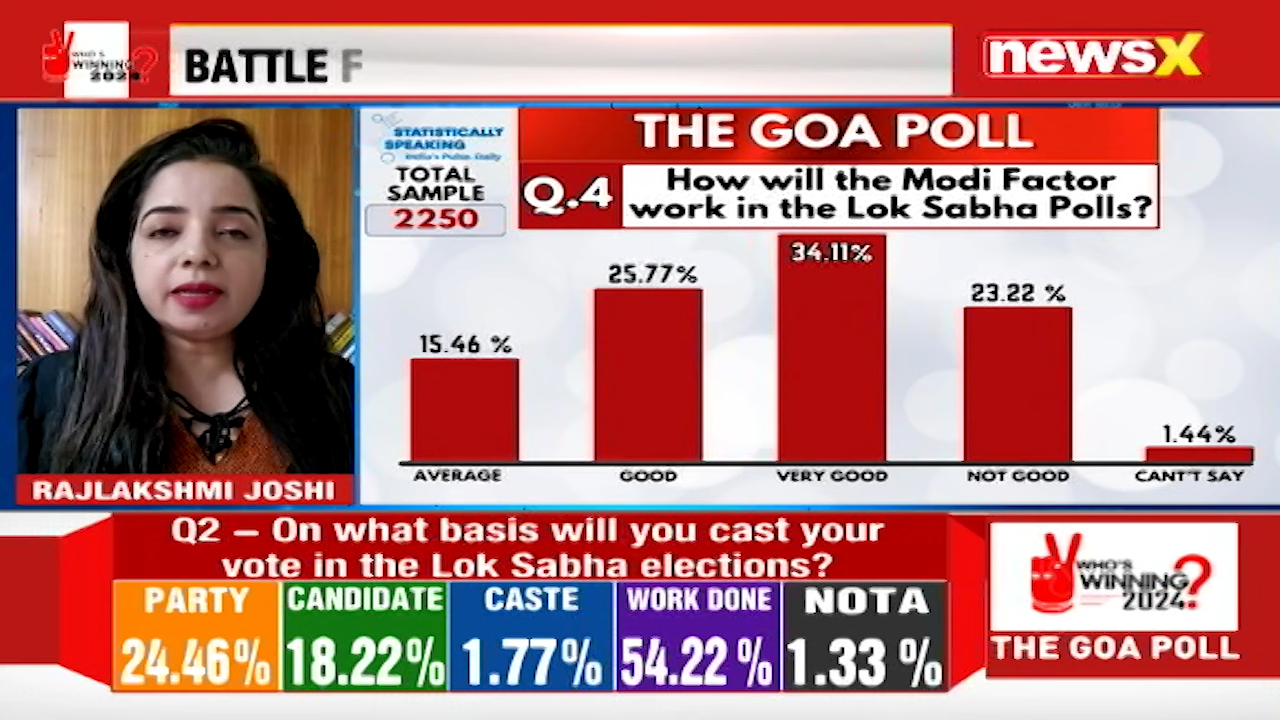 WHO'S
WINNING
2024?
BATTLE F
newsX
STATISTICALLY
SPEAKING
India's Pulse. Daily
TOTAL
SAMPLE
2250
THE GOA POLL
Q.4
How will the Modi Factor
work in the Lok Sabha Polls?
15.46 %
25.77%
34.11%
23.22 %
1.44%
AVERAGE
GOOD
VERY GOOD
NOT GOOD
CANT'T SAY
RAJLAKSHMI JOSHI
Q2 – On what basis will you cast your
vote in the Lok Sabha elections?
PARTY
24.46%
CANDIDATE
18.22%
CASTE
1.77%
WORK DONE
54.22 %
NOTA
1.33 %
WHO'S
WINNING
2024?
THE GOA POLL